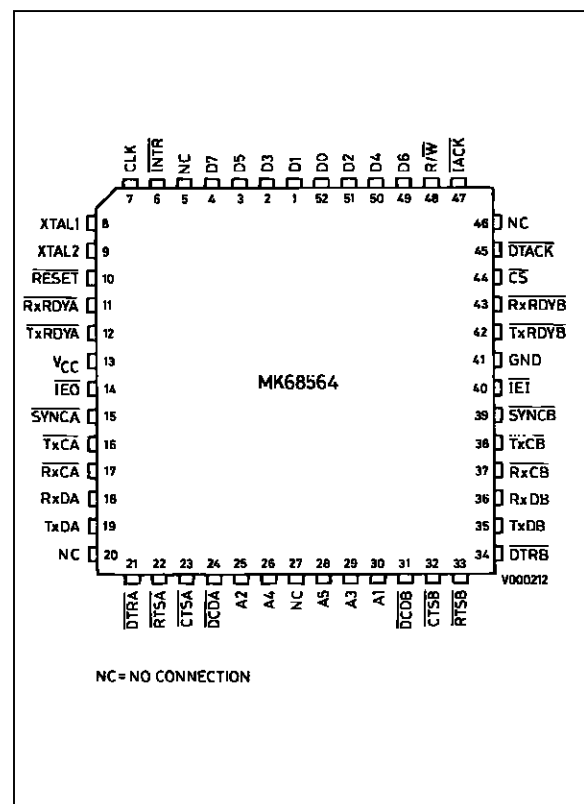 CLK INTR NC D7 D5 D3 D1 D0 D2 D4 D6 R/W IACK
7 6 5 4 3 2 1 52 51 50 49 48 47
XTAL1 8
XTAL2 9
RESET 10
RxRDYA 11
TxRDYA 12
VCC 13
IEO 14
SYNCA 15
TxCA 16
RxCA 17
RxDA 18
TxDA 19
NC 20
MK68564
46 NC
45 DTACK
44 CS
43 RxRDYB
42 TxRDYB
41 GND
40 IEI
39 SYNCB
38 TxCB
37 RxCB
36 RxDB
35 TxDB
34 DTRB
21 22 23 24 25 26 27 28 29 30 31 32 33
V000212
DTRA RTSA CTSA DCDA A2 A4 NC A5 A3 A1 DCDB CTSB RTSB
NC = NO CONNECTION